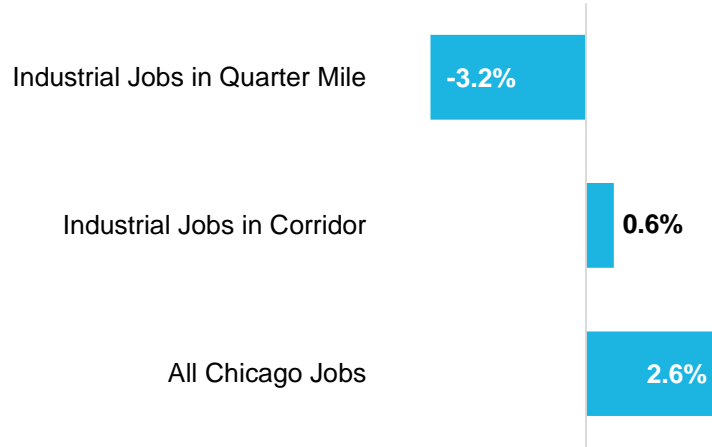 Industrial Jobs in Quarter Mile
-3.2%
Industrial Jobs in Corridor
0.6%
All Chicago Jobs
2.6%